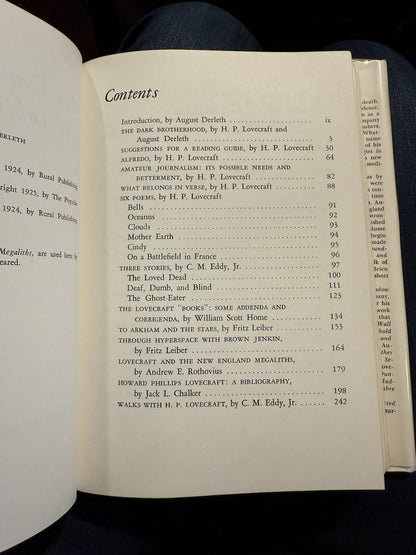 ERLETH
1924, by Rural Publishing
right 1925, by The Popular
1924, by Rural Publishing
Megaliths, are used here by
eared.
Contents
Introduction, by August Derleth ix
THE DARK BROTHERHOOD, by H. P. Lovecraft and
August Derleth 3
SUGGESTIONS FOR A READING GUIDE, by H. P. Lovecraft 30
ALFREDO, by H. P. Lovecraft 64
AMATEUR JOURNALISM: ITS POSSIBLE NEEDS AND
BETTERMENT, by H. P. Lovecraft 82
WHAT BELONGS IN VERSE, by H. P. Lovecraft 88
SIX POEMS, by H. P. Lovecraft
Bells 91
Oceanus 92
Clouds 93
Mother Earth 94
Cindy 95
On a Battlefield in France 96
THREE STORIES, by C. M. Eddy, Jr. 97
The Loved Dead 100
Deaf, Dumb, and Blind 111
The Ghost-Eater 123
THE LOVECRAFT "BOOKS": SOME ADDENDA AND
CORRIGENDA, by William Scott Home 134
TO ARKHAM AND THE STARS, by Fritz Leiber 153
THROUGH HYPERSPACE WITH BROWN JENKIN,
by Fritz Leiber 164
LOVECRAFT AND THE NEW ENGLAND MEGALITHS,
by Andrew E. Rothovius 179
HOWARD PHILLIPS LOVECRAFT: A BIBLIOGRAPHY,
by Jack L. Chalker 198
WALKS WITH H. P. LOVECRAFT, by C. M. Eddy, Jr. 242